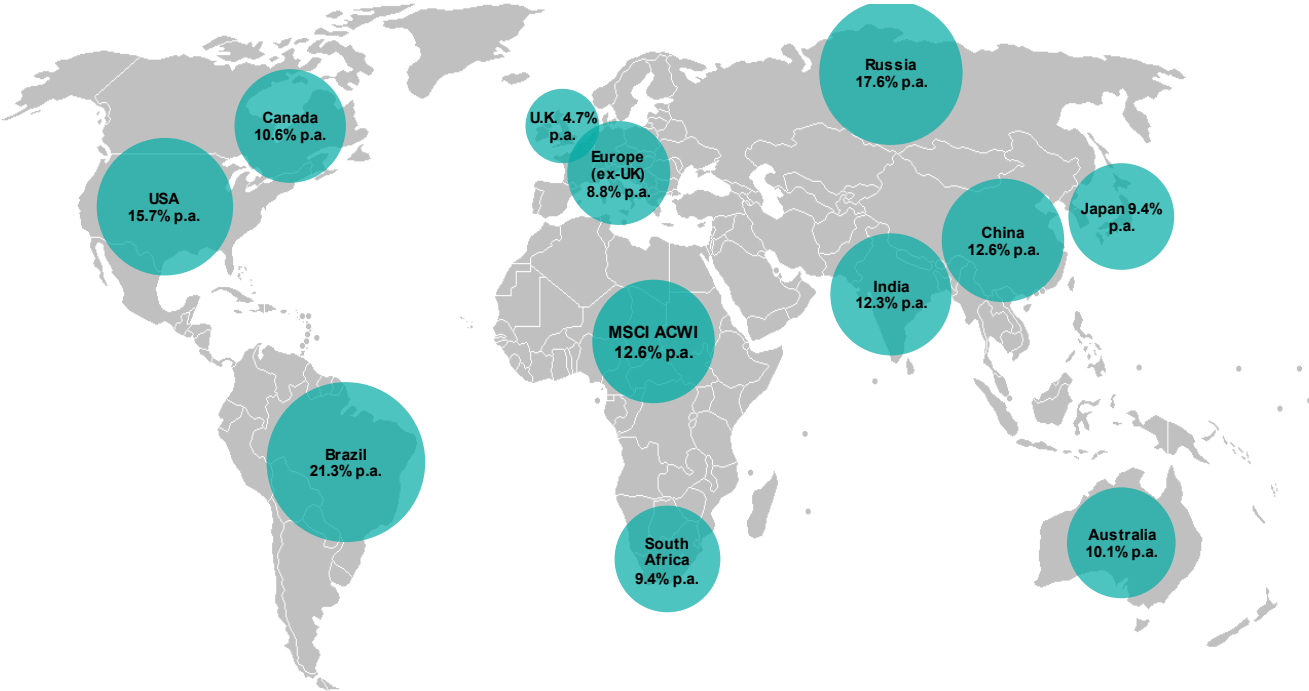 Russia
17.6% p.a.
Canada
10.6% p.a.
U.K. 4.7%
p.a.
Europe
(ex-UK)
8.8% p.a.
USA
15.7% p.a.
Japan 9.4%
p.a.
China
12.6% p.a.
India
12.3% p.a.
MSCI ACWI
12.6% p.a.
Brazil
21.3% p.a.
South
Africa
9.4% p.a.
Australia
10.1% p.a.